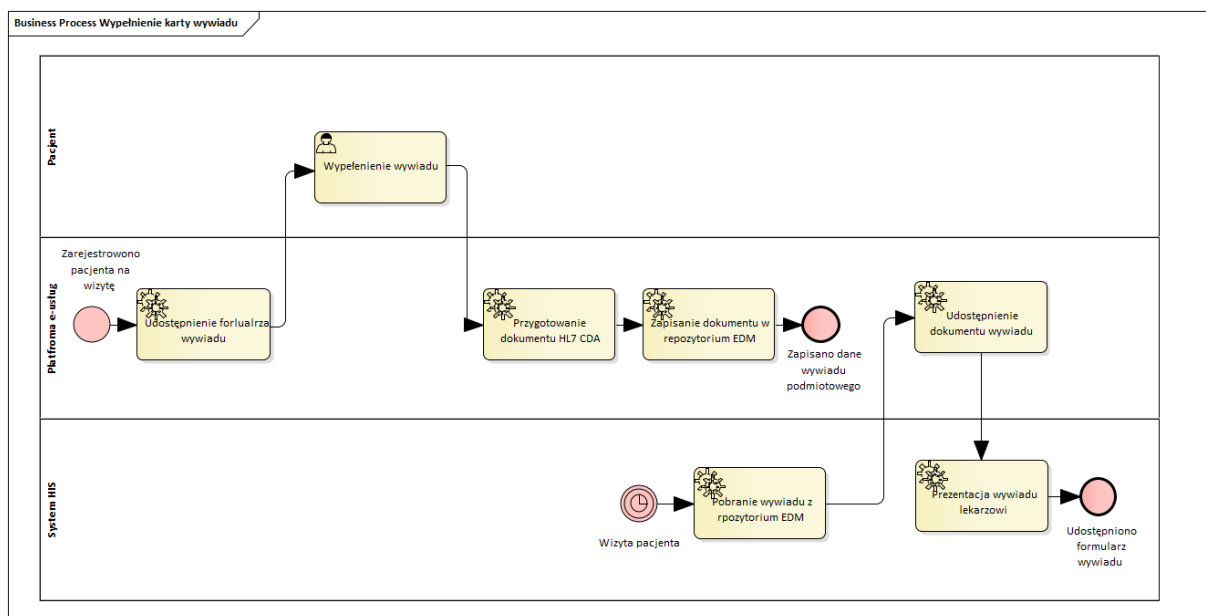 Business Process Wypełnienie karty wywiadu
Pacjent
Wypełenienie wywiadu
Platfroma e-usług
Zarejestrowono
pacjenta na
wizytę
Udostępnienie forlualrza
wywiadu
Przygotowanie
dokumentu HL7 CDA
Zapisanie dokumentu w
repozytorium EDM
Zapisano dane
wywiadu
podmiotowego
Udostępnienie
dokumentu wywiadu
System HIS
Wizyta pacjenta
Pobranie wywiadu z
rpozytorium EDM
Prezentacja wywiadu
lekarzowi
Udostępniono
formularz
wywiadu